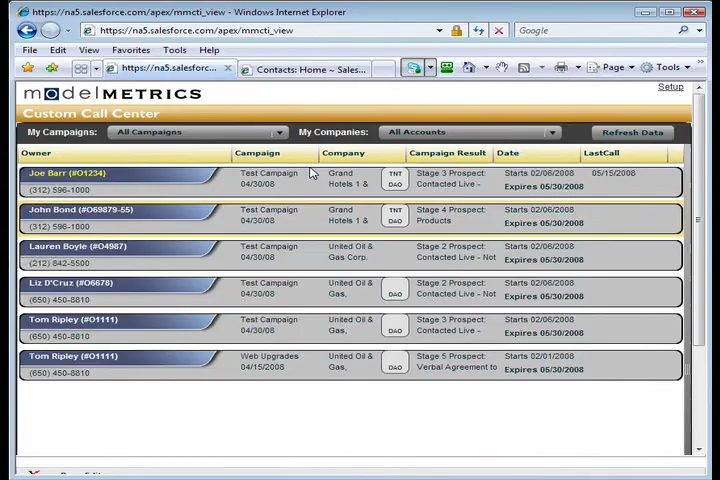 https://na5.salesforce.com/apex/mmcti_view - Windows Internet Explorer
https://na5.salesforce.com/apex/mmcti_view
Google
File Edit View Favorites Tools Help
https://na5.salesforc...
Contacts: Home ~ Sales...
Page Tools
modelMETRICS
Setup
Custom Call Center
My Campaigns: All Campaigns My Companies: All Accounts Refresh Data
Owner Campaign Company Campaign Result Date LastCall
Joe Barr (#O1234) Test Campaign Grand TNT Stage 3 Prospect: Starts 02/06/2008 05/15/2008
(312) 596-1000 04/30/08 Hotels 1 & DAO Contacted Live - Expires 05/30/2008
John Bond (#O69879-55) Test Campaign Grand TNT Stage 4 Prospect: Starts 02/06/2008
(312) 596-1000 04/30/08 Hotels 1 & DAO Products Expires 05/30/2008
Lauren Boyle (#O4987) Test Campaign United Oil & Stage 2 Prospect: Starts 02/06/2008
(212) 842-5500 04/30/08 Gas Corp. Contacted Live - Not Expires 05/30/2008
Liz D'Cruz (#O6678) Test Campaign United Oil & Stage 2 Prospect: Starts 02/06/2008
(650) 450-8810 04/30/08 Gas, DAO Contacted Live - Not Expires 05/30/2008
Tom Ripley (#O1111) Test Campaign United Oil & Stage 3 Prospect: Starts 02/06/2008
(650) 450-8810 04/30/08 Gas, DAO Contacted Live - Expires 05/30/2008
Tom Ripley (#O1111) Web Upgrades United Oil & Stage 5 Prospect: Starts 02/01/2008
(650) 450-8810 04/15/2008 Gas, DAO Verbal Agreement to Expires 05/30/2008